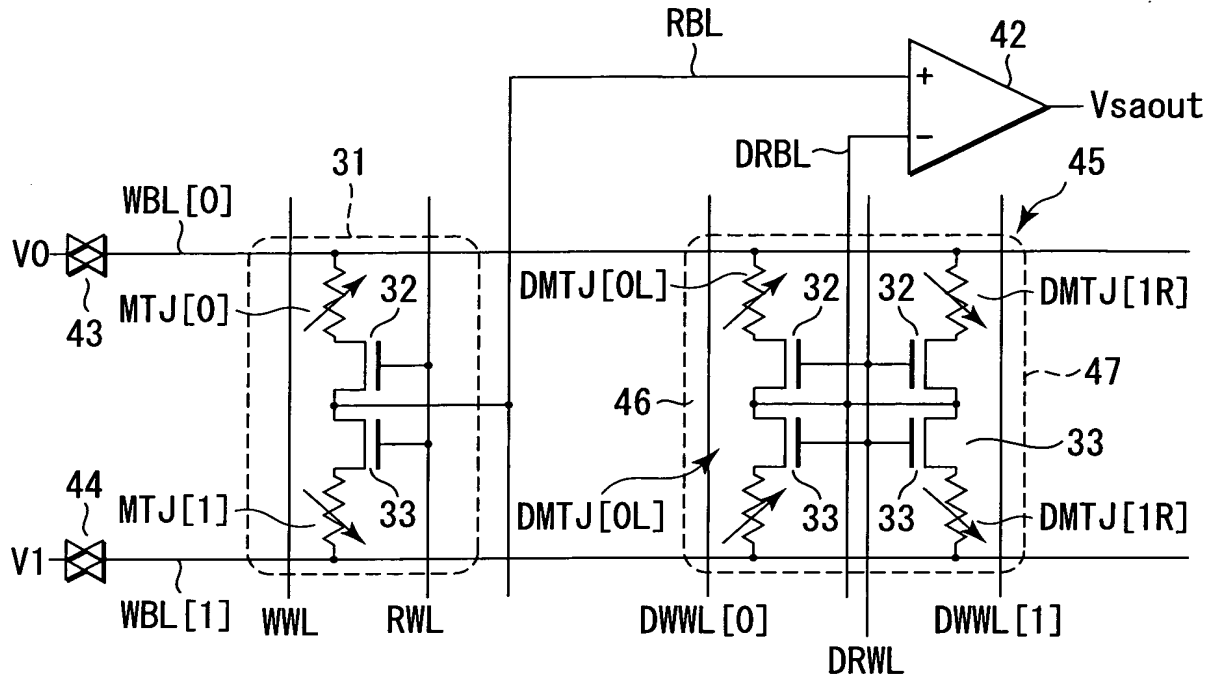 RBL
42
+
Vsaout
−
DRBL
31
45
WBL[0]
V0
43
MTJ[0]
32
DMTJ[0L]
32
32
DMTJ[1R]
46
47
33
44
MTJ[1]
33
DMTJ[0L]
33
33
DMTJ[1R]
V1
WBL[1]
WWL
RWL
DWWL[0]
DWWL[1]
DRWL